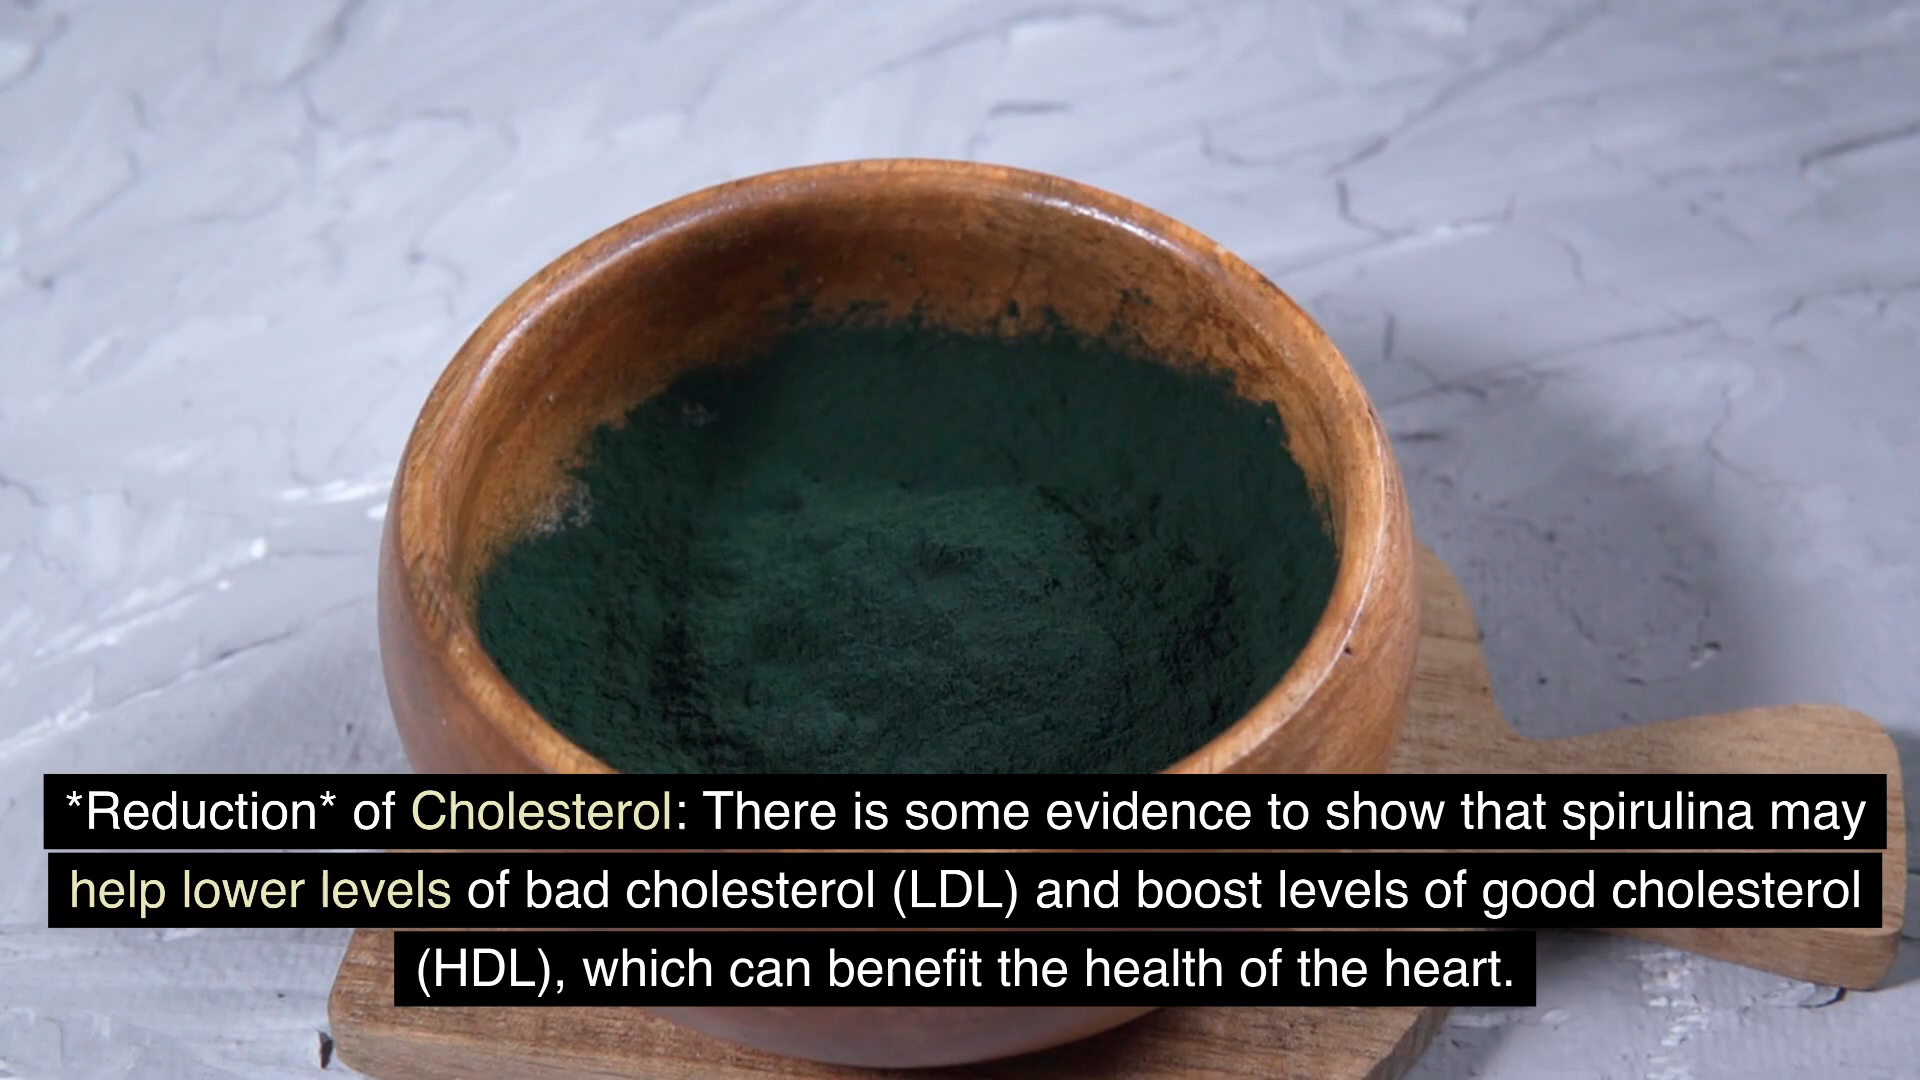 *Reduction* of Cholesterol: There is some evidence to show that spirulina may
help lower levels of bad cholesterol (LDL) and boost levels of good cholesterol
(HDL), which can benefit the health of the heart.